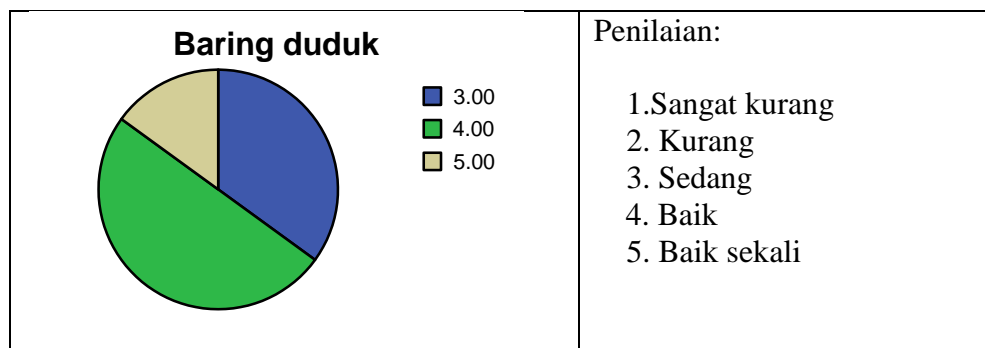 Baring duduk
3.00
4.00
5.00
Penilaian:
1.Sangat kurang
2. Kurang
3. Sedang
4. Baik
5. Baik sekali